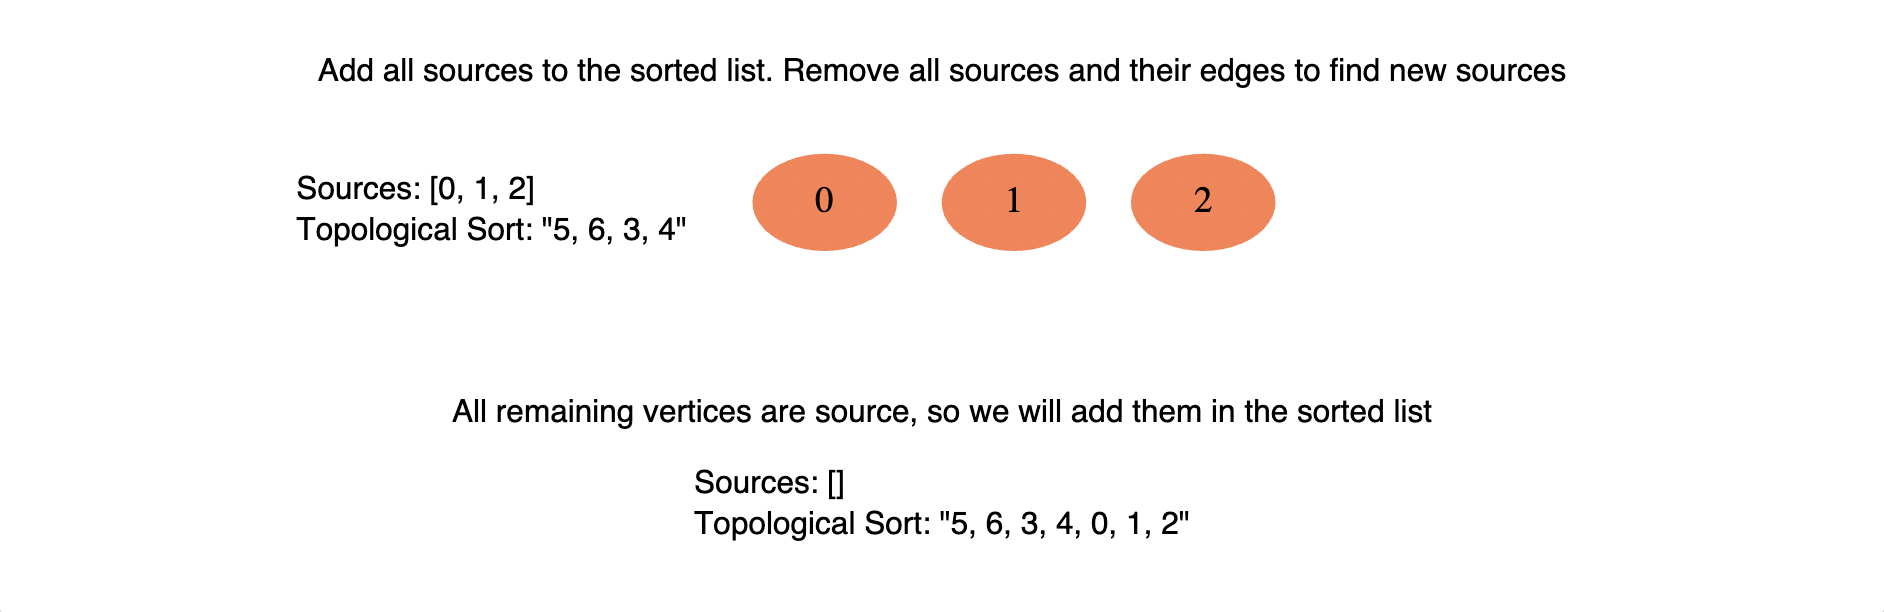 Add all sources to the sorted list. Remove all sources and their edges to find new sources
Sources: [0, 1, 2]
Topological Sort: "5, 6, 3, 4"
0
1
2
All remaining vertices are source, so we will add them in the sorted list
Sources: []
Topological Sort: "5, 6, 3, 4, 0, 1, 2"